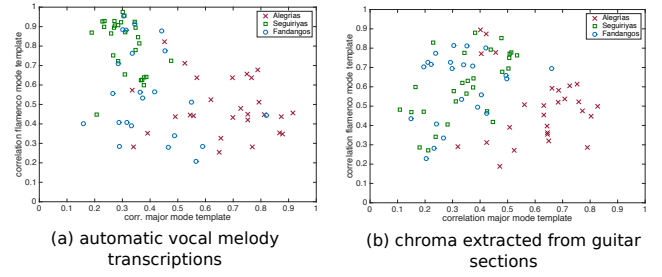 correlation flamenco mode template
1
0.9
0.8
0.7
0.6
0.5
0.4
0.3
0.2
0.1
0
0 0.1 0.2 0.3 0.4 0.5 0.6 0.7 0.8 0.9 1
corr. major mode template
Alegrias
Seguiriyas
Fandangos
(a) automatic vocal melody
transcriptions
correlation flamenco mode template
1
0.9
0.8
0.7
0.6
0.5
0.4
0.3
0.2
0.1
0
0 0.1 0.2 0.3 0.4 0.5 0.6 0.7 0.8 0.9 1
correlation major mode template
Alegrias
Seguiriyas
Fandangos
(b) chroma extracted from guitar
sections